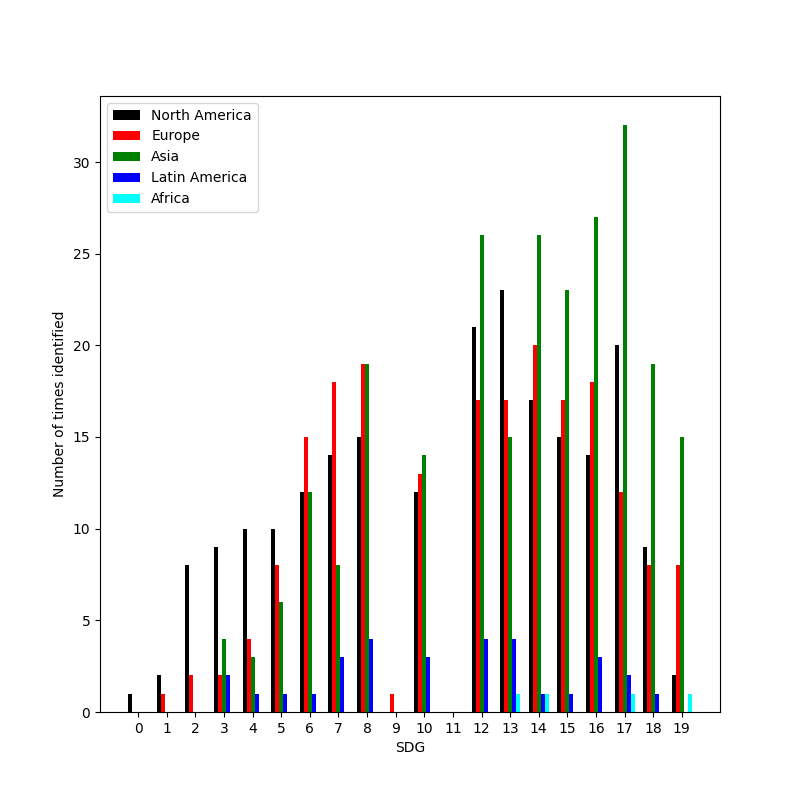 North America
Europe
Asia
Latin America
Africa
30
25
20
15
10
5
0
Number of times identified
0 1 2 3 4 5 6 7 8 9 10 11 12 13 14 15 16 17 18 19
SDG